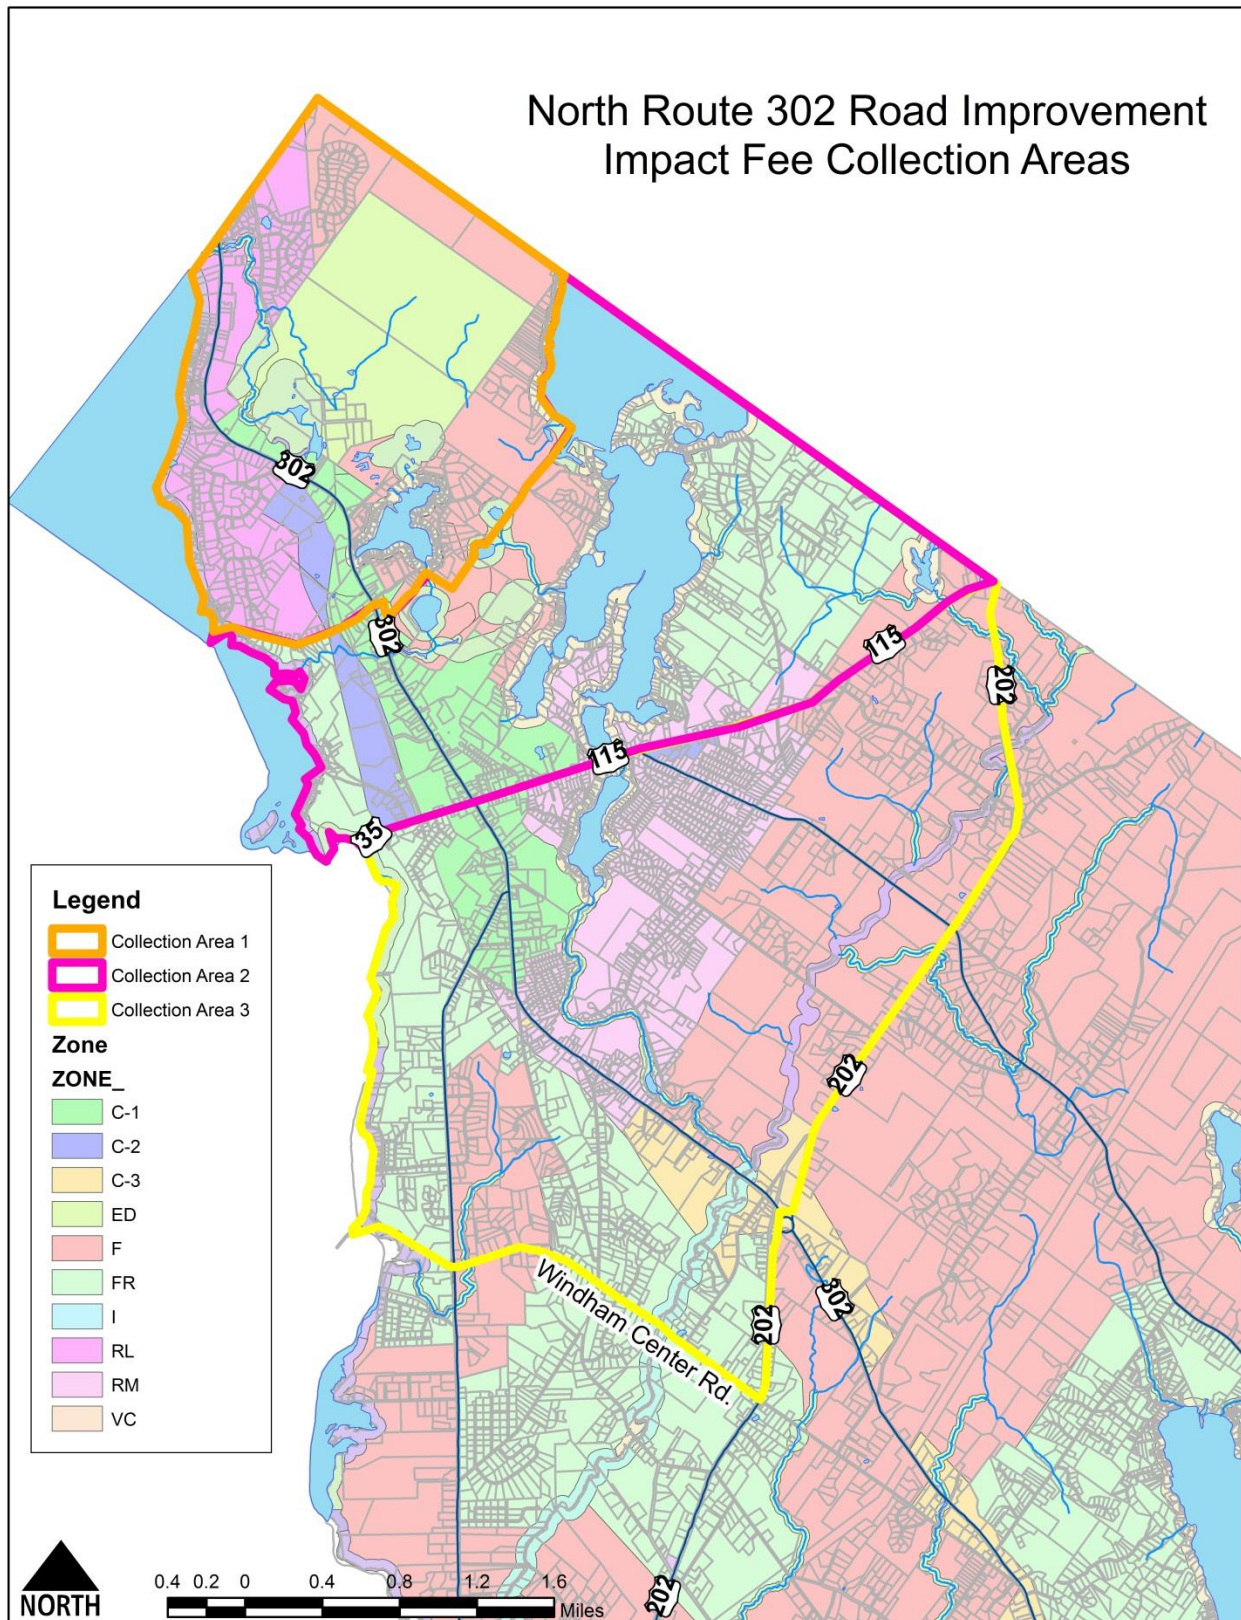 North Route 302 Road Improvement
Impact Fee Collection Areas
302
302
115
202
115
35
Legend
Collection Area 1
Collection Area 2
Collection Area 3
Zone
ZONE_
C-1
C-2
C-3
ED
F
FR
I
RL
RM
VC
202
Windham Center Rd.
302
202
202
NORTH
0.4 0.2 0 0.4 0.8 1.2 1.6
Miles